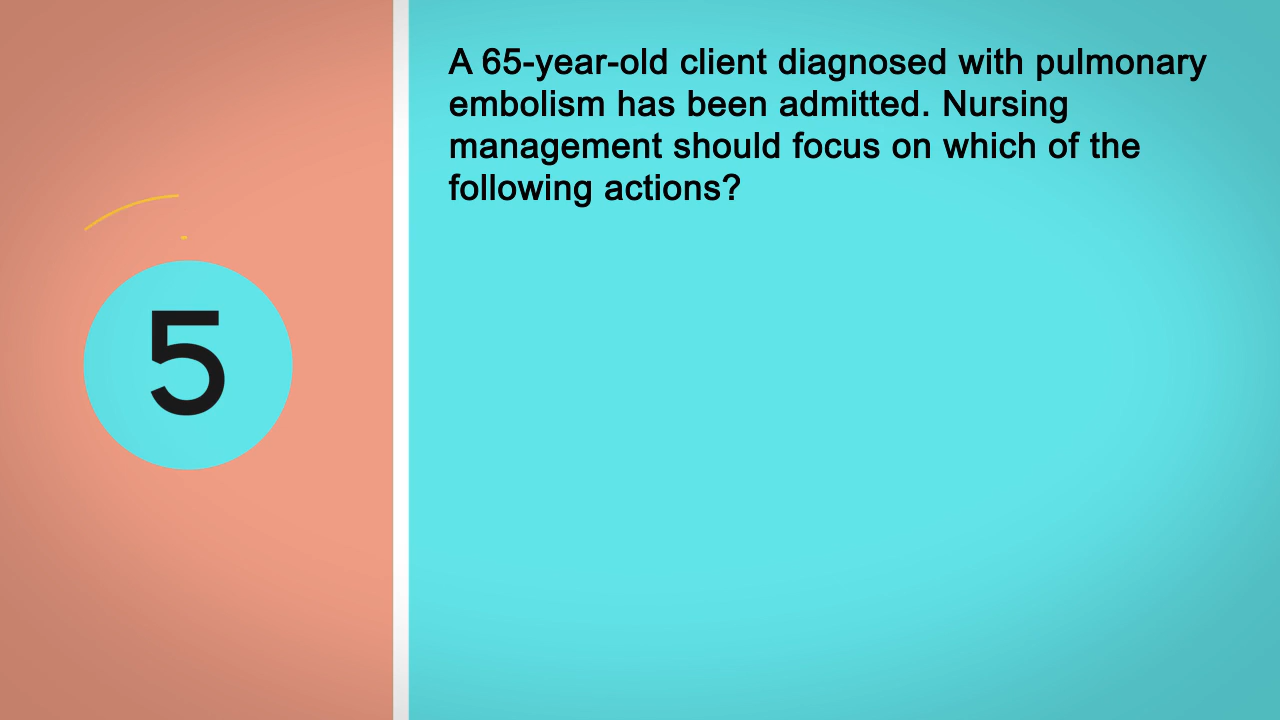 A 65-year-old client diagnosed with pulmonary
embolism has been admitted. Nursing
management should focus on which of the
following actions?
5